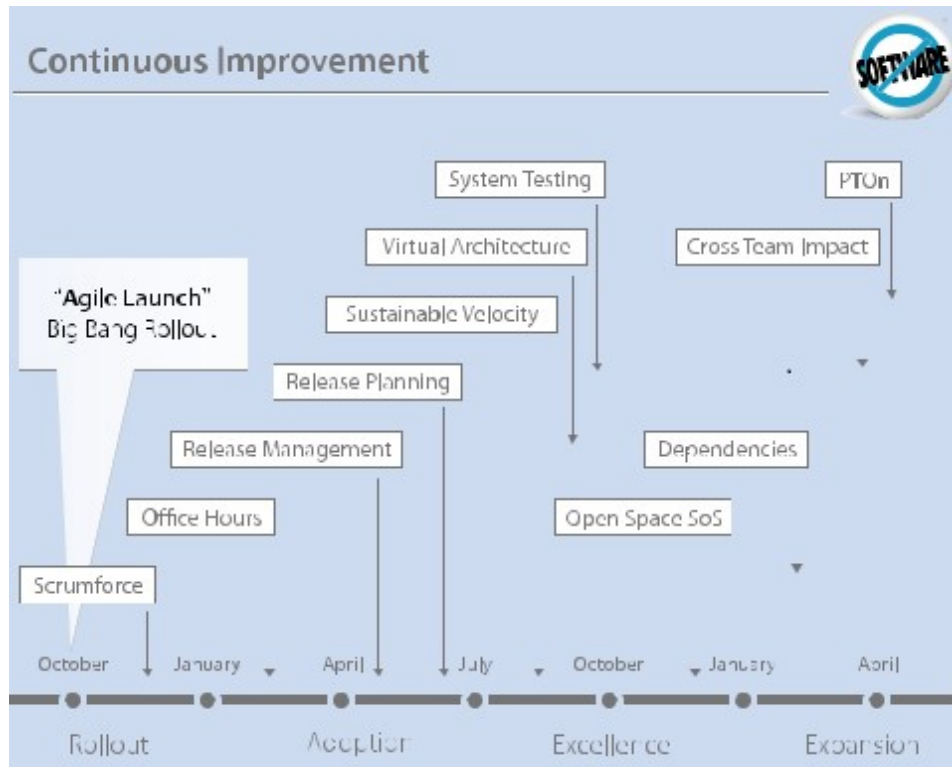 Continuous Improvement
SOFTWARE
System Testing
PTOn
Virtual Architecture
Cross Team Impact
"Agile Launch"
Big Bang Rollout
Sustainable Velocity
Release Planning
Release Management
Dependencies
Office Hours
Open Space SoS
Scrumforce
October January April July October January April
Rollout Adoption Excellence Expansion